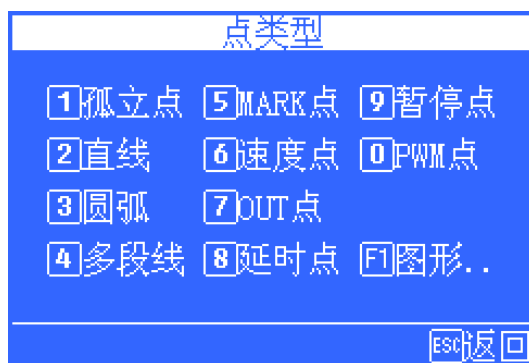 点类型
1孤立点 5MARK点 9暂停点
2直线 6速度点 0PWM点
3圆弧 7OUT点
4多段线 8延时点 F1图形..
ESC返回